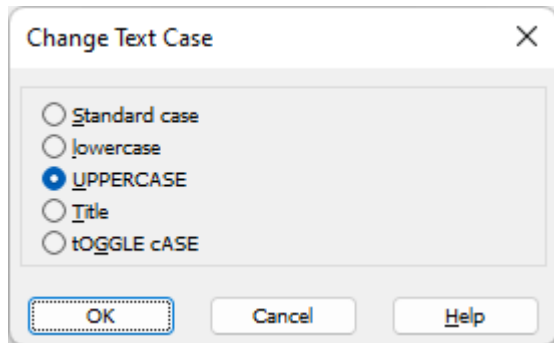 Change Text Case
Standard case
lowercase
UPPERCASE
Title
tOGGLE cASE
OK Cancel Help